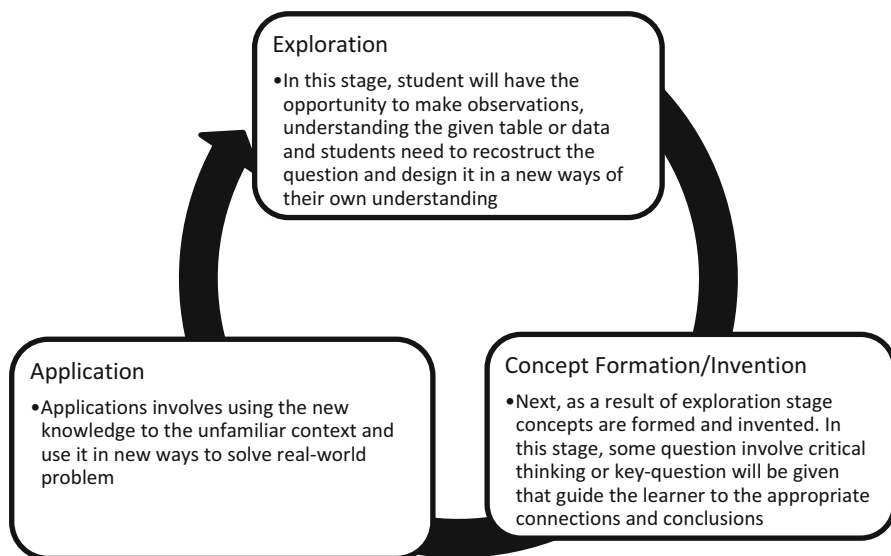 Exploration
•In this stage, student will have the
opportunity to make observations,
understanding the given table or data
and students need to recostruct the
question and design it in a new ways of
their own understanding
Application
•Applications involves using the new
knowledge to the unfamiliar context and
use it in new ways to solve real-world
problem
Concept Formation/Invention
•Next, as a result of exploration stage
concepts are formed and invented. In
this stage, some question involve critical
thinking or key-question will be given
that guide the learner to the appropriate
connections and conclusions